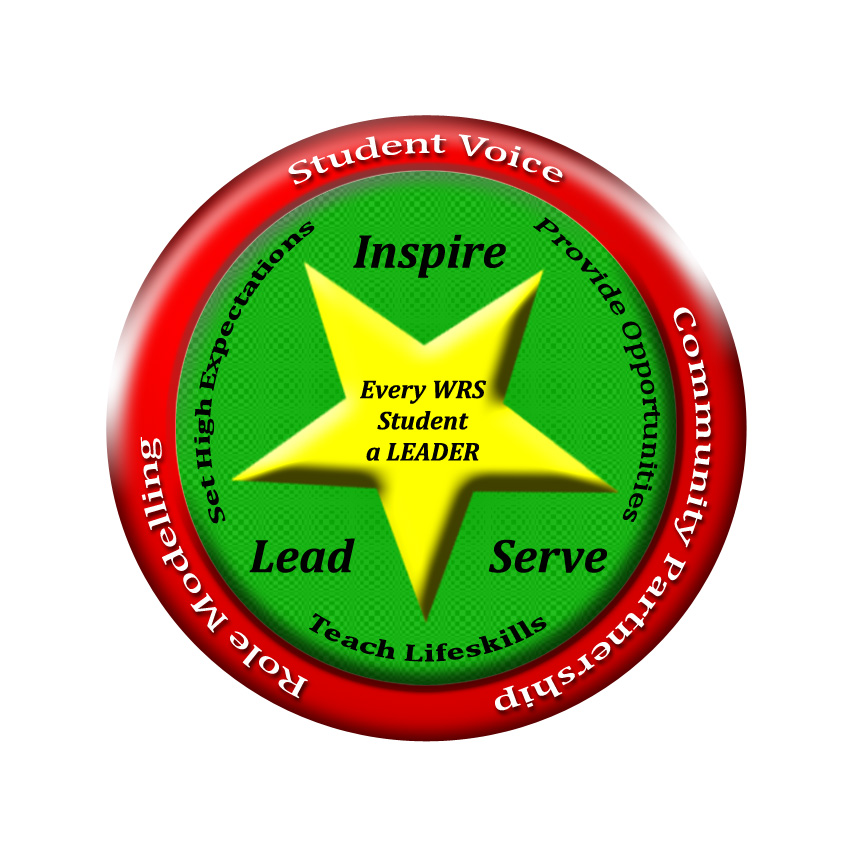 Student Voice
Community Partnership
Role Modelling
Set High Expectations
Provide Opportunities
Teach Lifeskills
Inspire
Every WRS
Student
a LEADER
Lead
Serve